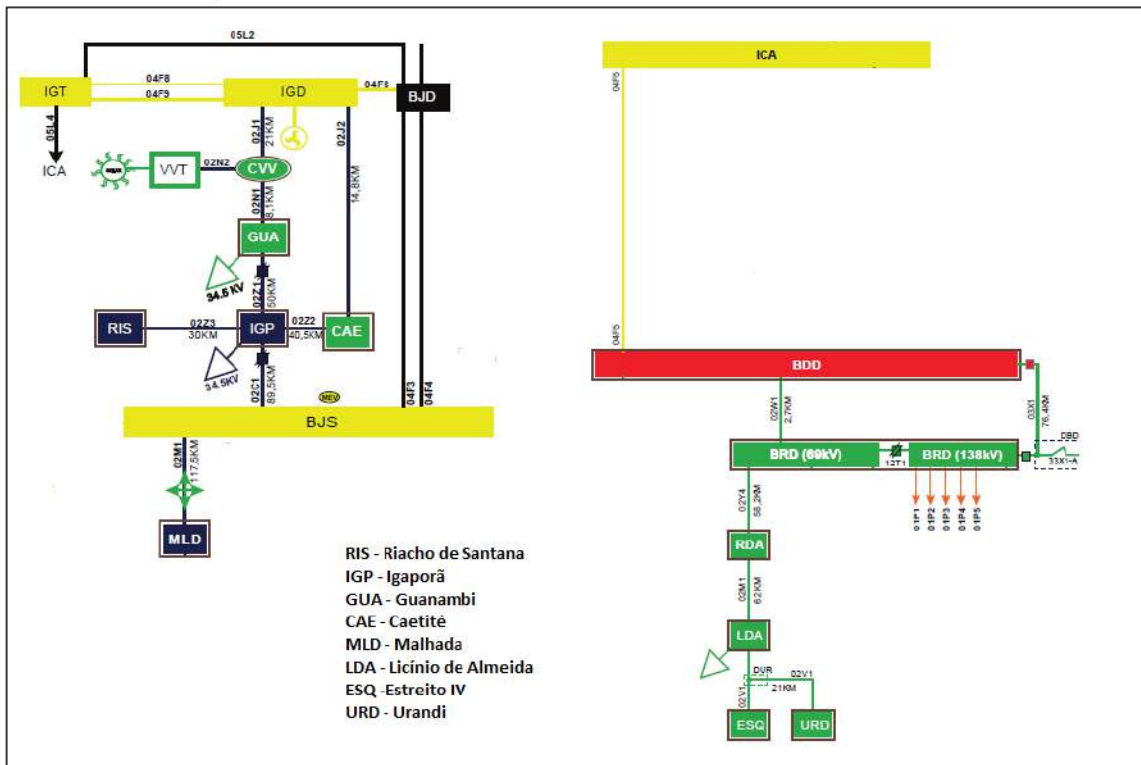 05L2
04F8
04F9
04F6
IGT
IGD
BJD
05L4
ICA
02J1
21KM
02J2
14,8KM
VVT
02N2
CVV
02N1
8,1KM
GUA
34.5 KV
02Z1
50KM
RIS
02Z3
30KM
IGP
02Z2
40,5KM
CAE
34.5KV
02C1
89,5KM
04F3
04F4
MEV
BJS
02M1
117,5KM
MLD
RIS - Riacho de Santana
IGP - Igaporã
GUA - Guanambi
CAE - Caetité
MLD - Malhada
LDA - Licínio de Almeida
ESQ -Estreito IV
URD - Urandi
ICA
04F5
04F5
BDD
02W1
2,7KM
03X1
76,4KM
DBD
33X1-A
BRD (69kV)
12T1
BRD (138kV)
01P1
01P2
01P3
01P4
01P5
02Y4
58,2KM
RDA
02M1
62KM
LDA
DUR
02V1
21KM
02V1
ESQ
URD